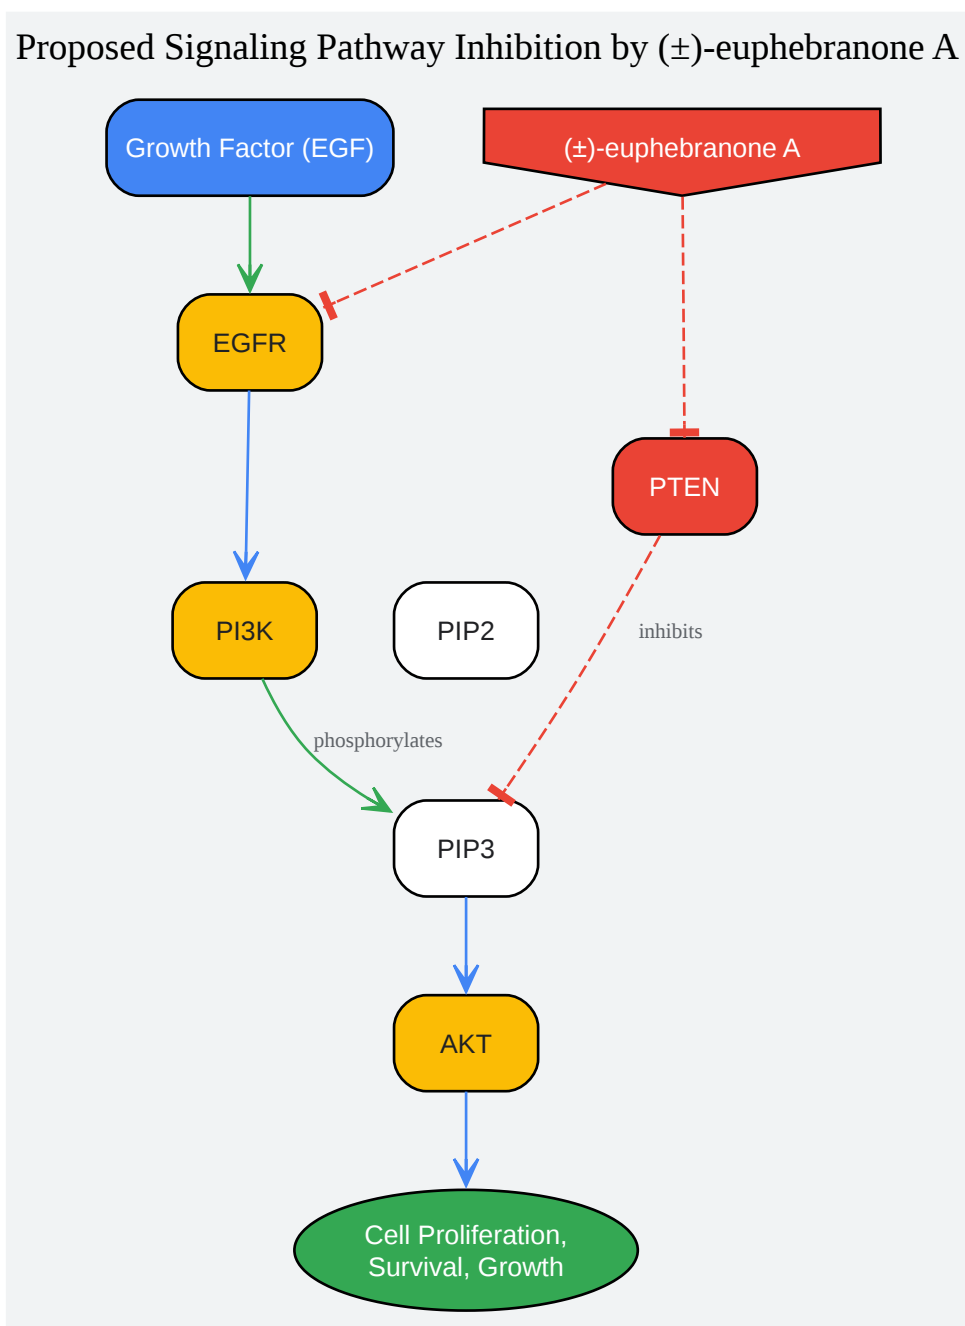 Proposed Signaling Pathway Inhibition by (±)-euphebranone A
Growth Factor (EGF)
(±)-euphebranone A
EGFR
PTEN
PI3K
PIP2
inhibits
phosphorylates
PIP3
AKT
Cell Proliferation,
Survival, Growth